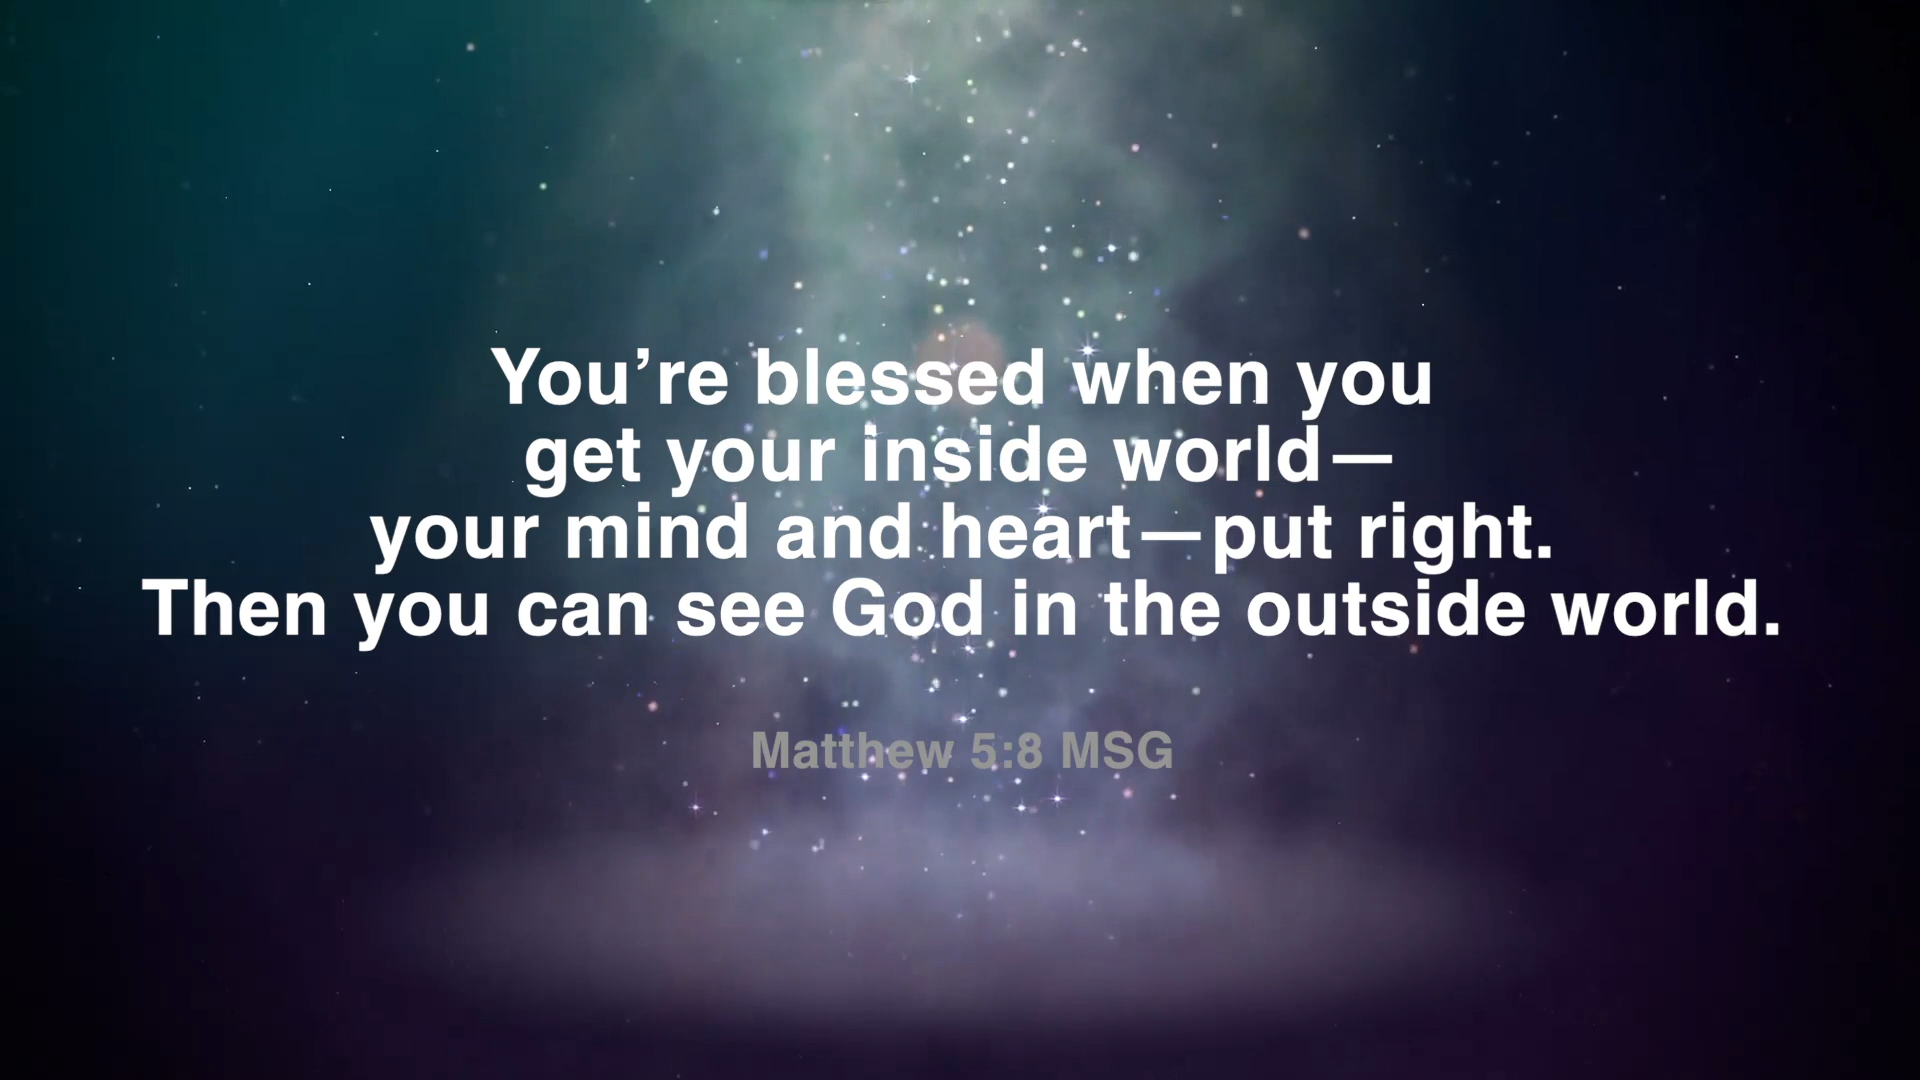 You’re blessed when you
get your inside world—
your mind and heart—put right.
Then you can see God in the outside world.
Matthew 5:8 MSG